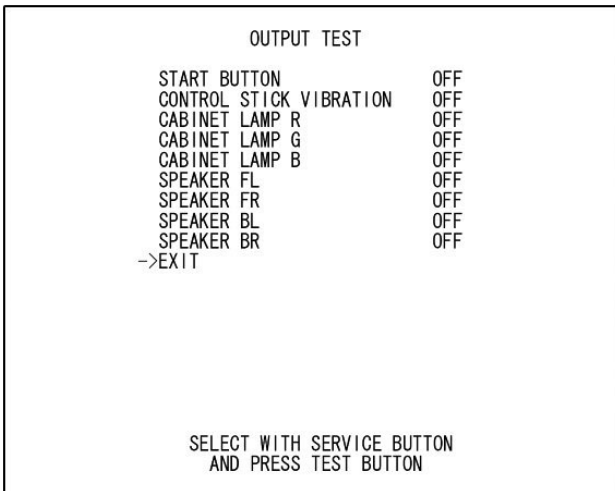 OUTPUT TEST
START BUTTON OFF
CONTROL STICK VIBRATION OFF
CABINET LAMP R OFF
CABINET LAMP G OFF
CABINET LAMP B OFF
SPEAKER FL OFF
SPEAKER FR OFF
SPEAKER BL OFF
SPEAKER BR OFF
->EXIT
SELECT WITH SERVICE BUTTON
AND PRESS TEST BUTTON